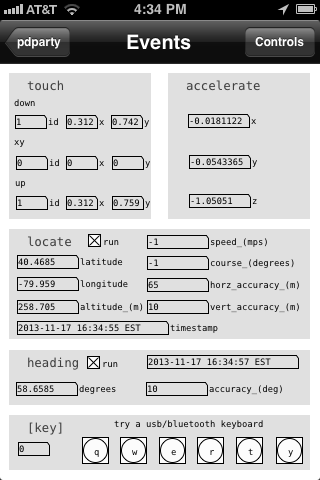 AT&T 4:34 PM
pdparty Events Controls
touch
down
1 id 0.312 x 0.742 y
xy
0 id 0 x 0 y
up
1 id 0.312 x 0.759 y
accelerate
-0.0181122 x
-0.0543365 y
-1.05051 z
locate run -1 speed_(mps)
40.4685 latitude -1 course_(degrees)
-79.959 longitude 65 horz_accuracy_(m)
258.705 altitude_(m) 10 vert_accuracy_(m)
2013-11-17 16:34:55 EST timestamp
heading run 2013-11-17 16:34:57 EST
58.6585 degrees 10 accuracy_(deg)
[key] try a usb/bluetooth keyboard
0 q w e r t y